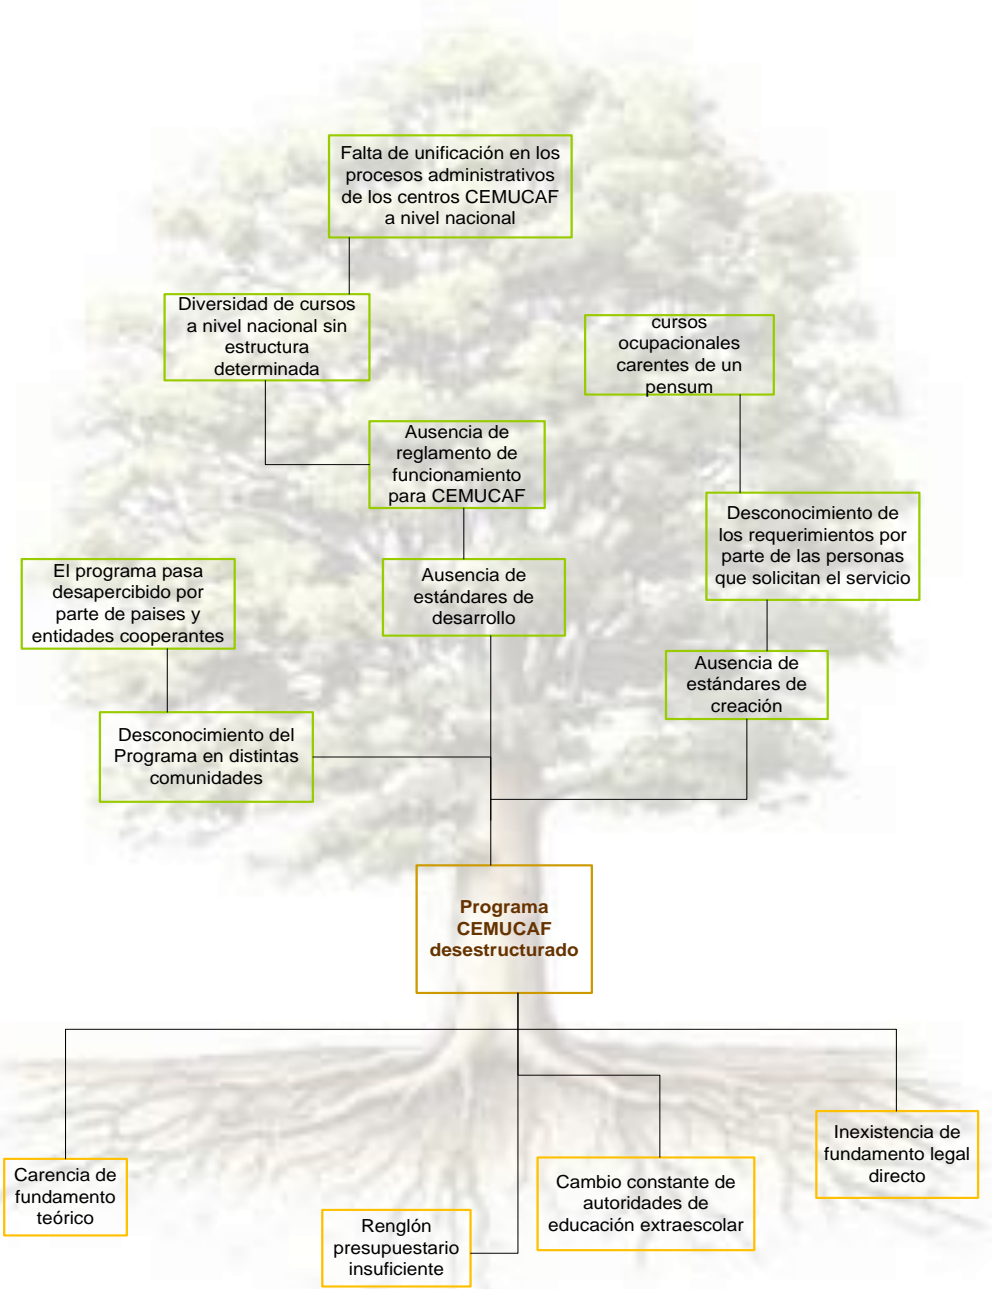 Falta de unificación en los
procesos administrativos
de los centros CEMUCAF
a nivel nacional
Diversidad de cursos
a nivel nacional sin
estructura
determinada
cursos
ocupacionales
carentes de un
pensum
Ausencia de
reglamento de
funcionamiento
para CEMUCAF
Desconocimiento de
los requerimientos por
parte de las personas
que solicitan el servicio
El programa pasa
desapercibido por
parte de paises y
entidades cooperantes
Ausencia de
estándares de
desarrollo
Ausencia de
estándares de
creación
Desconocimiento del
Programa en distintas
comunidades
Programa
CEMUCAF
desestructurado
Carencia de
fundamento
teórico
Renglón
presupuestario
insuficiente
Cambio constante de
autoridades de
educación extraescolar
Inexistencia de
fundamento legal
directo